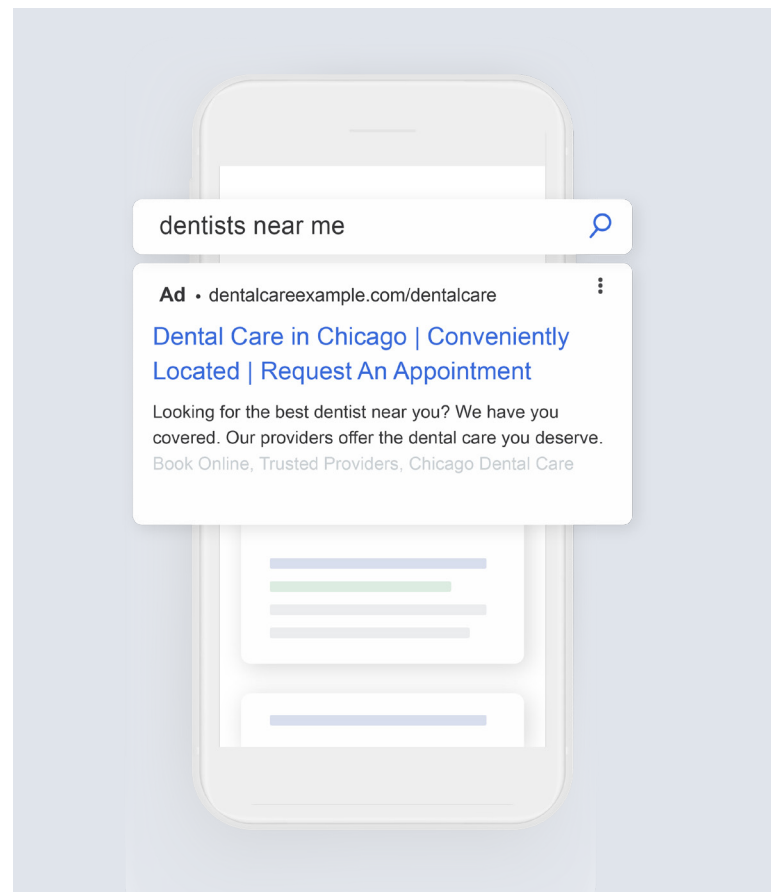 dentists near me
Ad • dentalcareexample.com/dentalcare
Dental Care in Chicago | Conveniently
Located | Request An Appointment
Looking for the best dentist near you? We have you
covered. Our providers offer the dental care you deserve.
Book Online, Trusted Providers, Chicago Dental Care